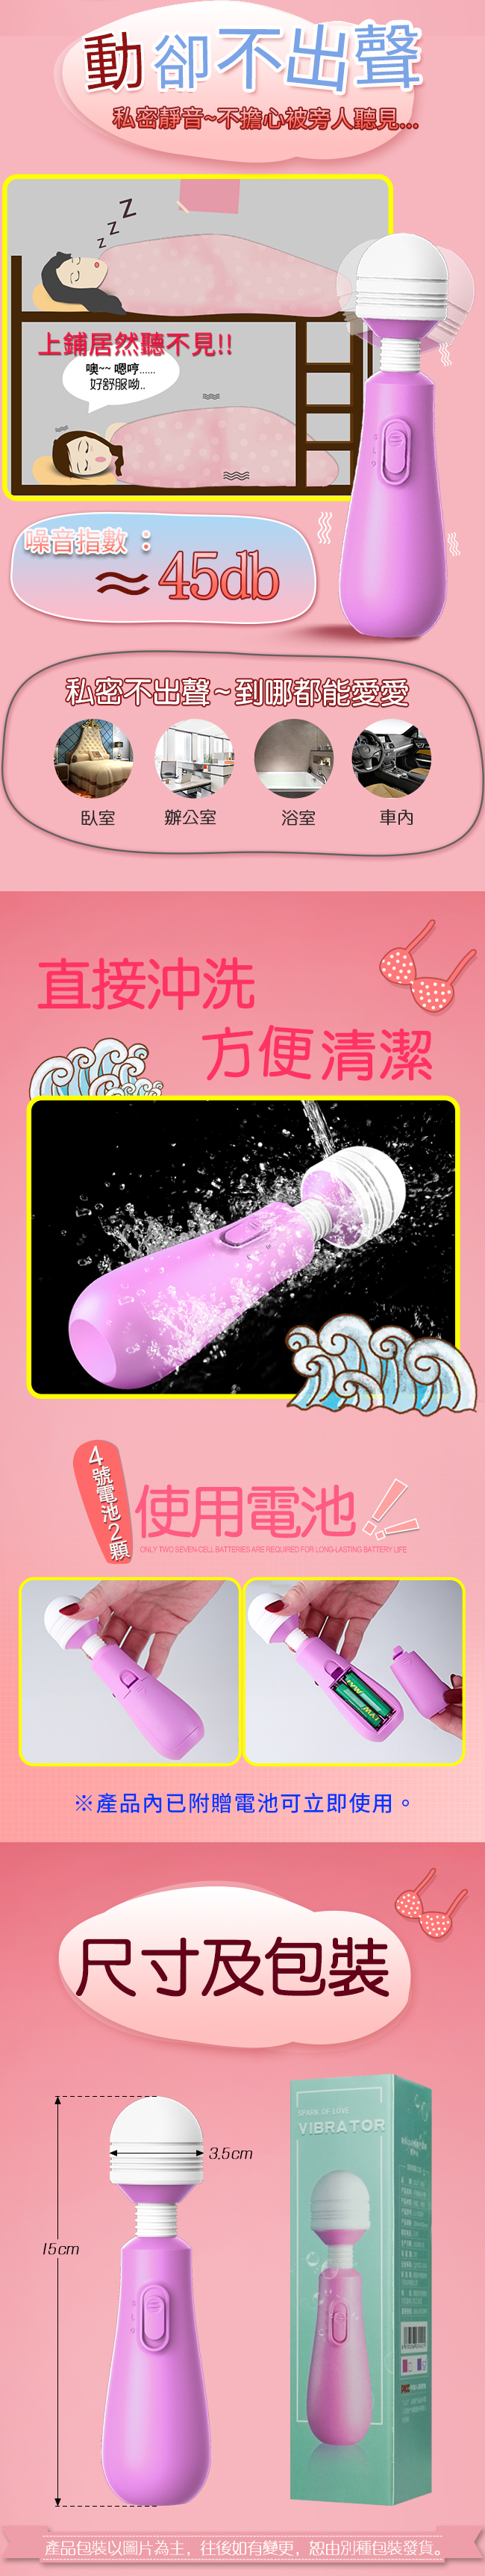 動卻不出聲
私密靜音~不擔心被旁人聽見...
z
z
z
上鋪居然聽不見!!
噢~~ 嗯哼......
好舒服呦..
噪音指數：
≈45db
私密不出聲~到哪都能愛愛
臥室 辦公室 浴室 車內
直接沖洗
方便清潔
4號電池2顆
使用電池
ONLY TWO SEVEN-CELL BATTERIES ARE REQUIRED FOR LONG-LASTING BATTERY LIFE
※產品內已附贈電池可立即使用。
尺寸及包裝
SPARK OF LOVE
VIBRATOR
3.5cm
15cm
產品包裝以圖片為主，往後如有變更，恕由別種包裝發貨。